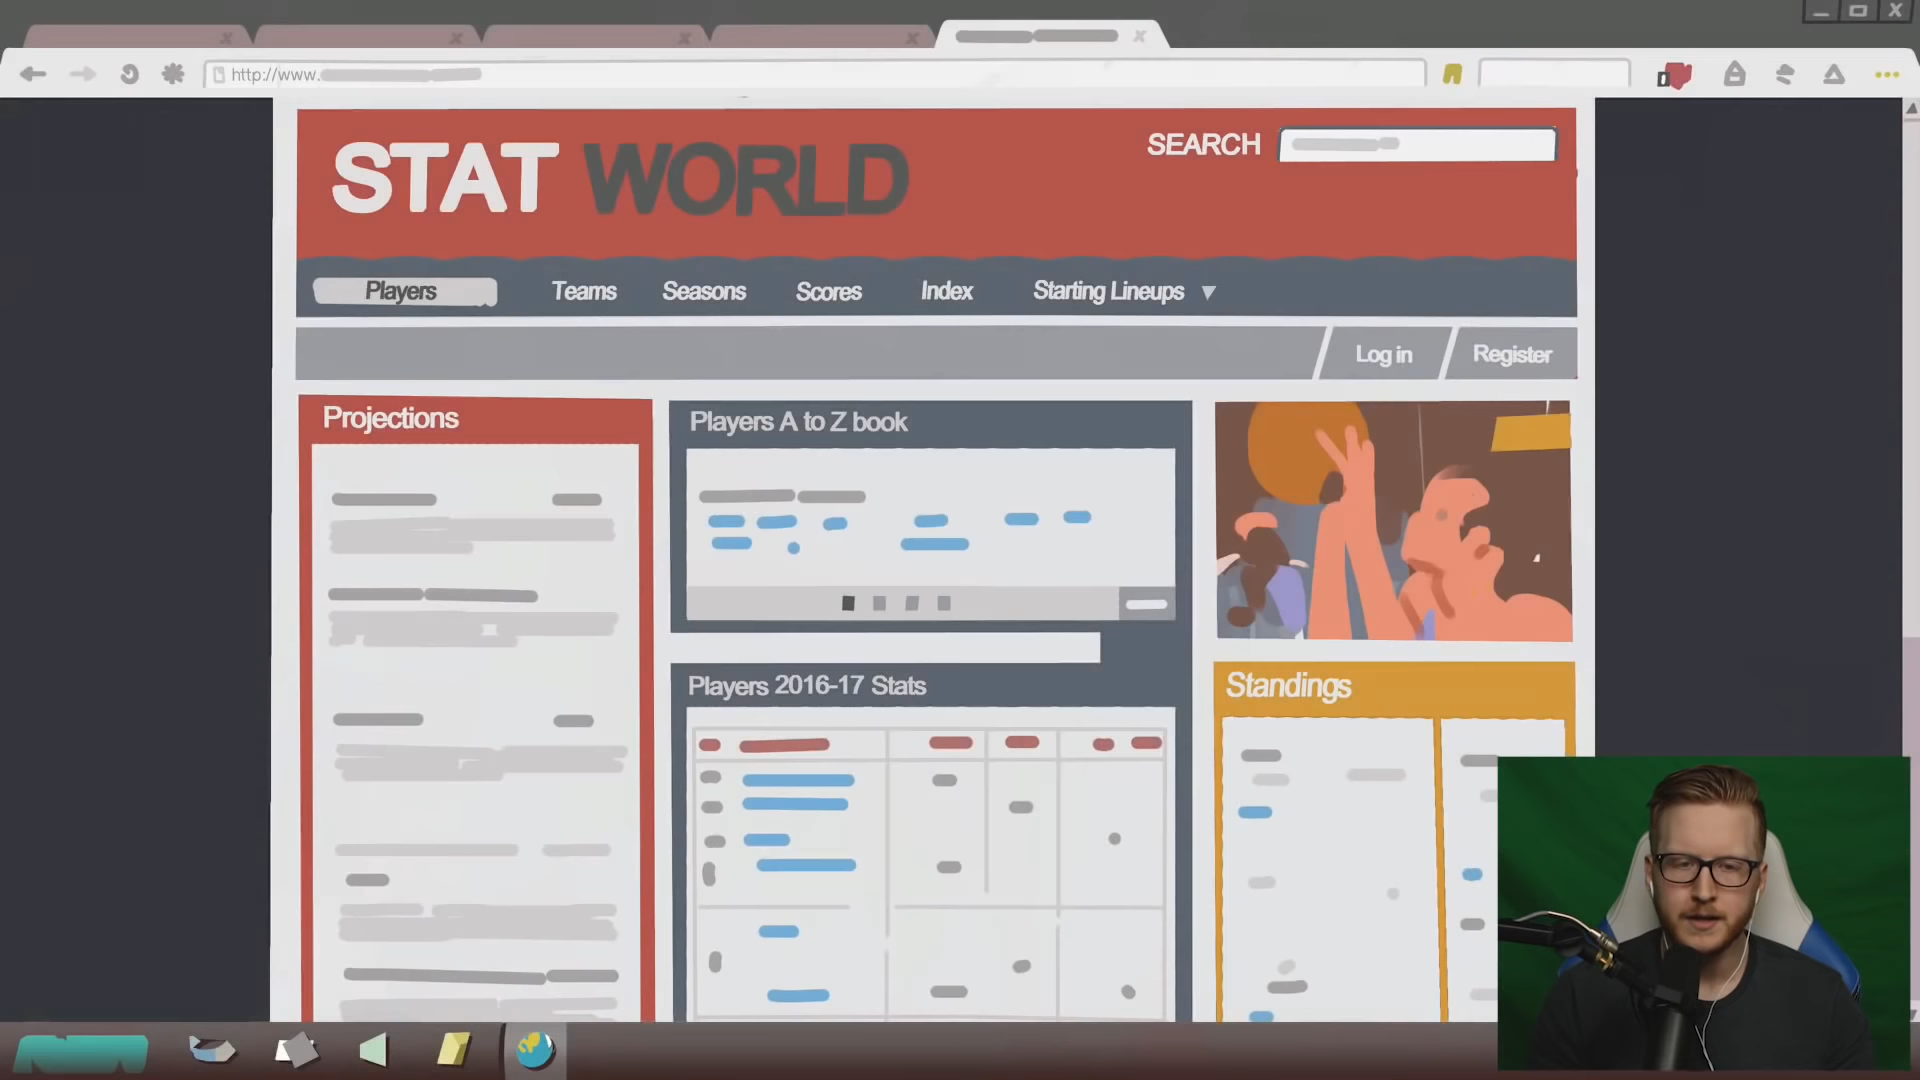 http://www.
STAT WORLD
SEARCH
Players Teams Seasons Scores Index Starting Lineups
Log in Register
Projections
Players A to Z book
Players 2016-17 Stats
Standings